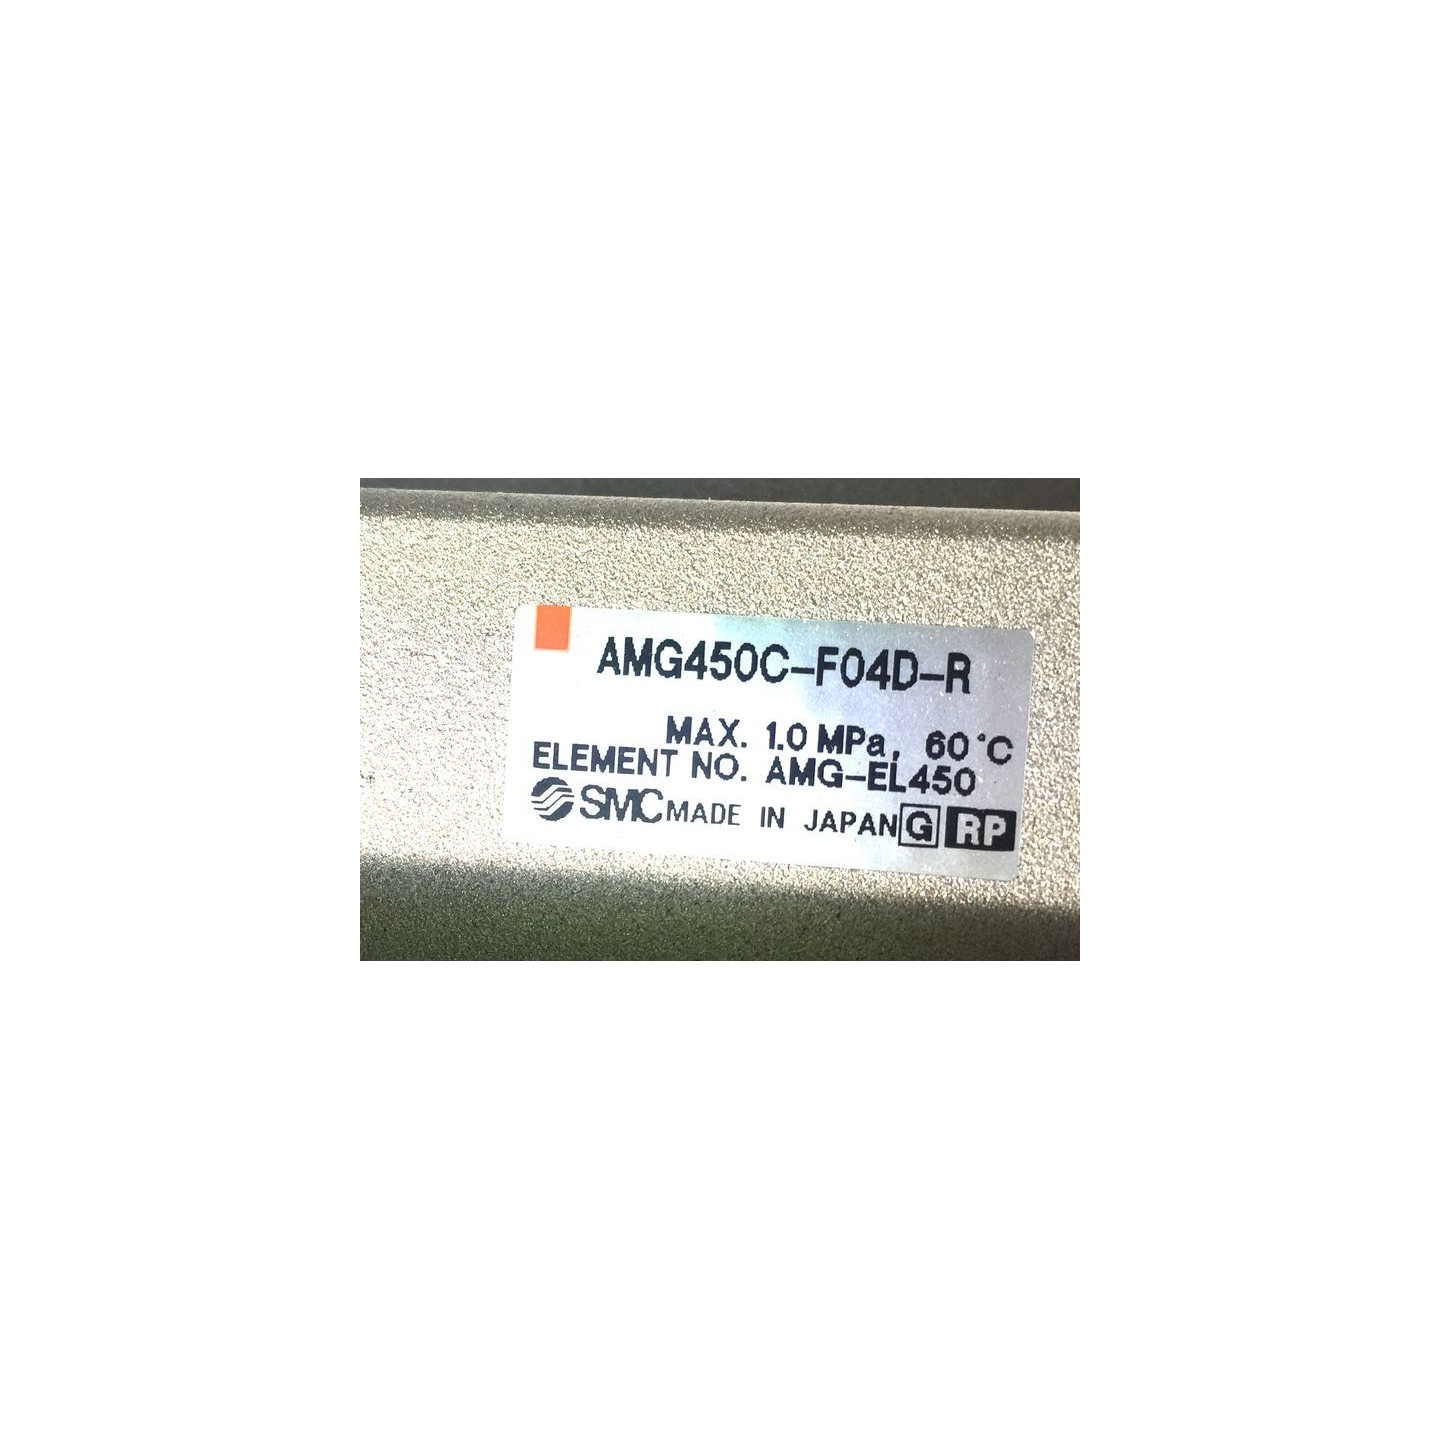 AMG450C-F04D-R
MAX. 1.0 MPa, 60°C
ELEMENT NO. AMG-EL450
SMC MADE IN JAPAN G RP